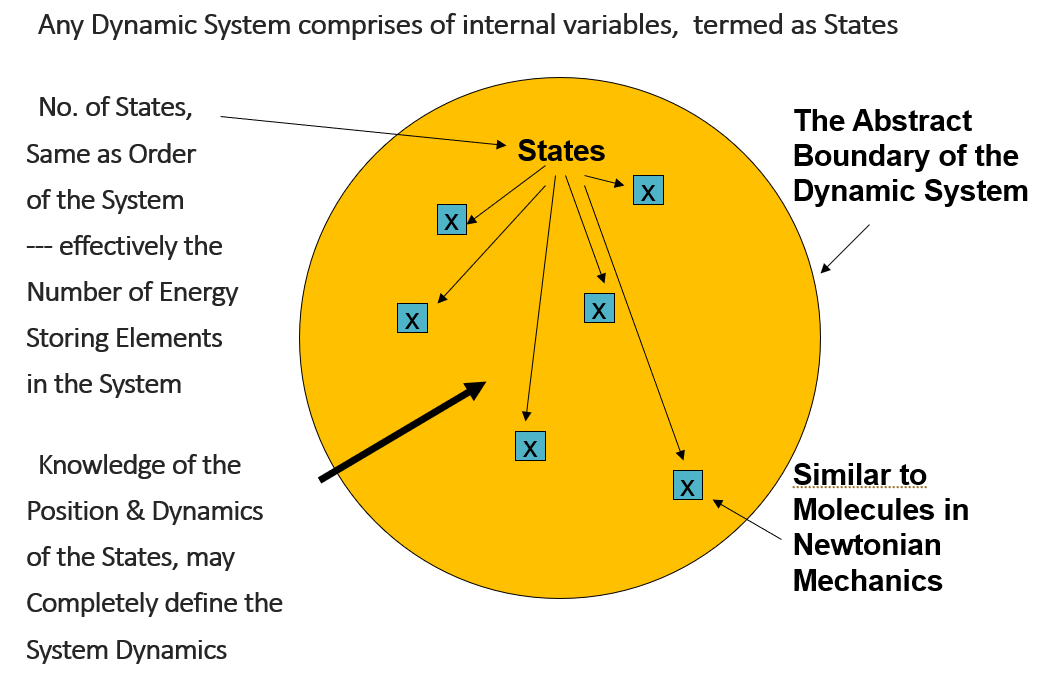 Any Dynamic System comprises of internal variables, termed as States
No. of States,
Same as Order
of the System
--- effectively the
Number of Energy
Storing Elements
in the System
Knowledge of the
Position & Dynamics
of the States, may
Completely define the
System Dynamics
States
X
X
X
X
X
X
The Abstract
Boundary of the
Dynamic System
Similar to
Molecules in
Newtonian
Mechanics